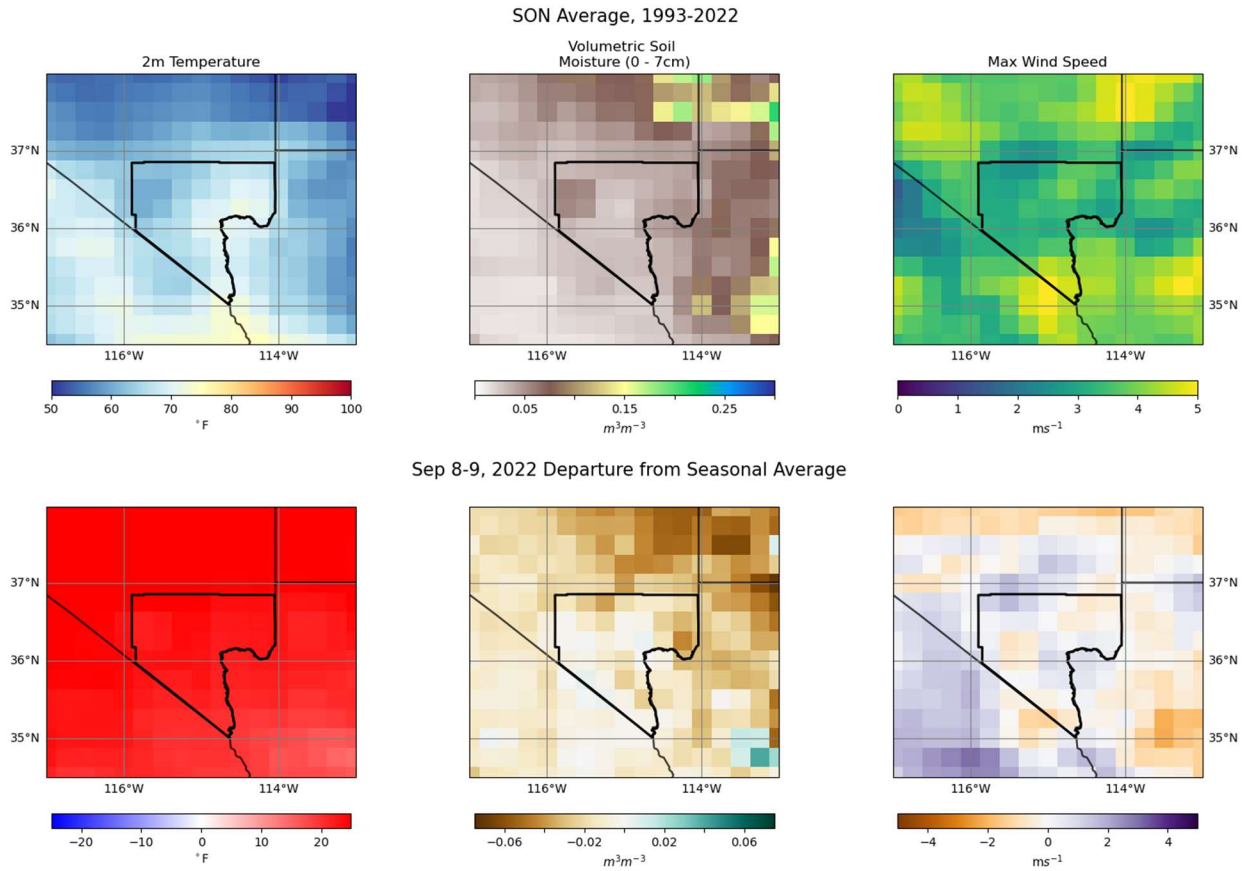 SON Average, 1993-2022
2m Temperature
Volumetric Soil
Moisture (0 - 7cm)
Max Wind Speed
37°N
36°N
35°N
116°W
114°W
116°W
114°W
116°W
114°W
37°N
36°N
35°N
50 60 70 80 90 100
°F
0.05 0.15 0.25
m³m⁻³
0 1 2 3 4 5
ms⁻¹
Sep 8-9, 2022 Departure from Seasonal Average
37°N
36°N
35°N
116°W
114°W
116°W
114°W
116°W
114°W
37°N
36°N
35°N
−20 −10 0 10 20
°F
−0.06 −0.02 0.02 0.06
m³m⁻³
−4 −2 0 2 4
ms⁻¹